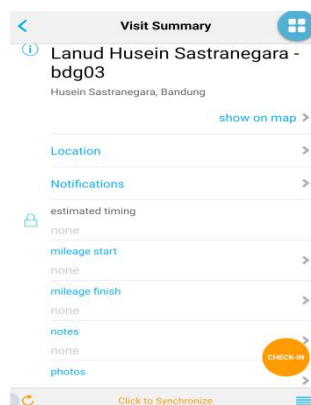 Visit Summary
Lanud Husein Sastranegara -
bdg03
Husein Sastranegara, Bandung
show on map >
Location >
Notifications >
estimated timing
none
mileage start
none
mileage finish
none
notes
none
CHECK-IN
photos
Click to Synchronize